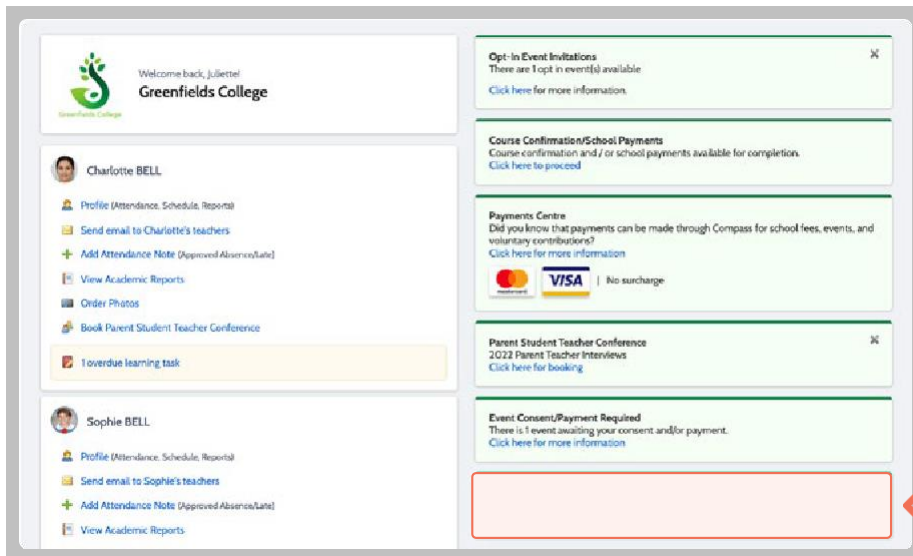 Welcome back, Juliette!
Greenfields College
Greenfields College
Charlotte BELL
Profile (Attendance, Schedule, Reports)
Send email to Charlotte's teachers
Add Attendance Note (Approved Absence/Late)
View Academic Reports
Order Photos
Book Parent Student Teacher Conference
1 overdue learning task
Sophie BELL
Profile (Attendance, Schedule, Reports)
Send email to Sophie's teachers
Add Attendance Note (Approved Absence/Late)
View Academic Reports
Opt-In Event Invitations
There are 1 opt in event(s) available
Click here for more information.
Course Confirmation/School Payments
Course confirmation and / or school payments available for completion.
Click here to proceed
Payments Centre
Did you know that payments can be made through Compass for school fees, events, and
voluntary contributions?
Click here for more information
mastercard VISA | No surcharge
Parent Student Teacher Conference
2022 Parent Teacher Interviews
Click here for booking
Event Consent/Payment Required
There is 1 event awaiting your consent and/or payment.
Click here for more information